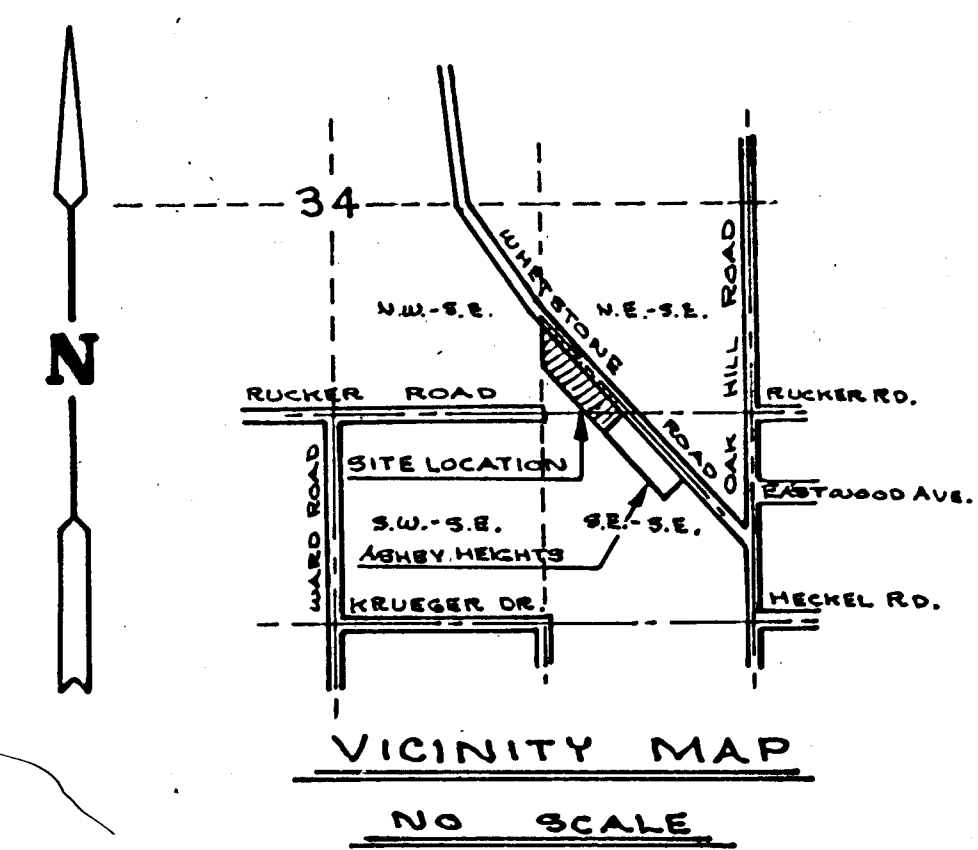 34
WHETSTONE ROAD
N.W.-S.E.
N.E.-S.E.
OAK HILL ROAD
N
RUCKER ROAD
RUCKER RD.
WARD ROAD
SITE LOCATION
EASTWOOD AVE.
S.W.-S.E.
S.E.-S.E.
ASHBY HEIGHTS
KRUEGER DR.
HECKEL RD.
VICINITY MAP
NO SCALE